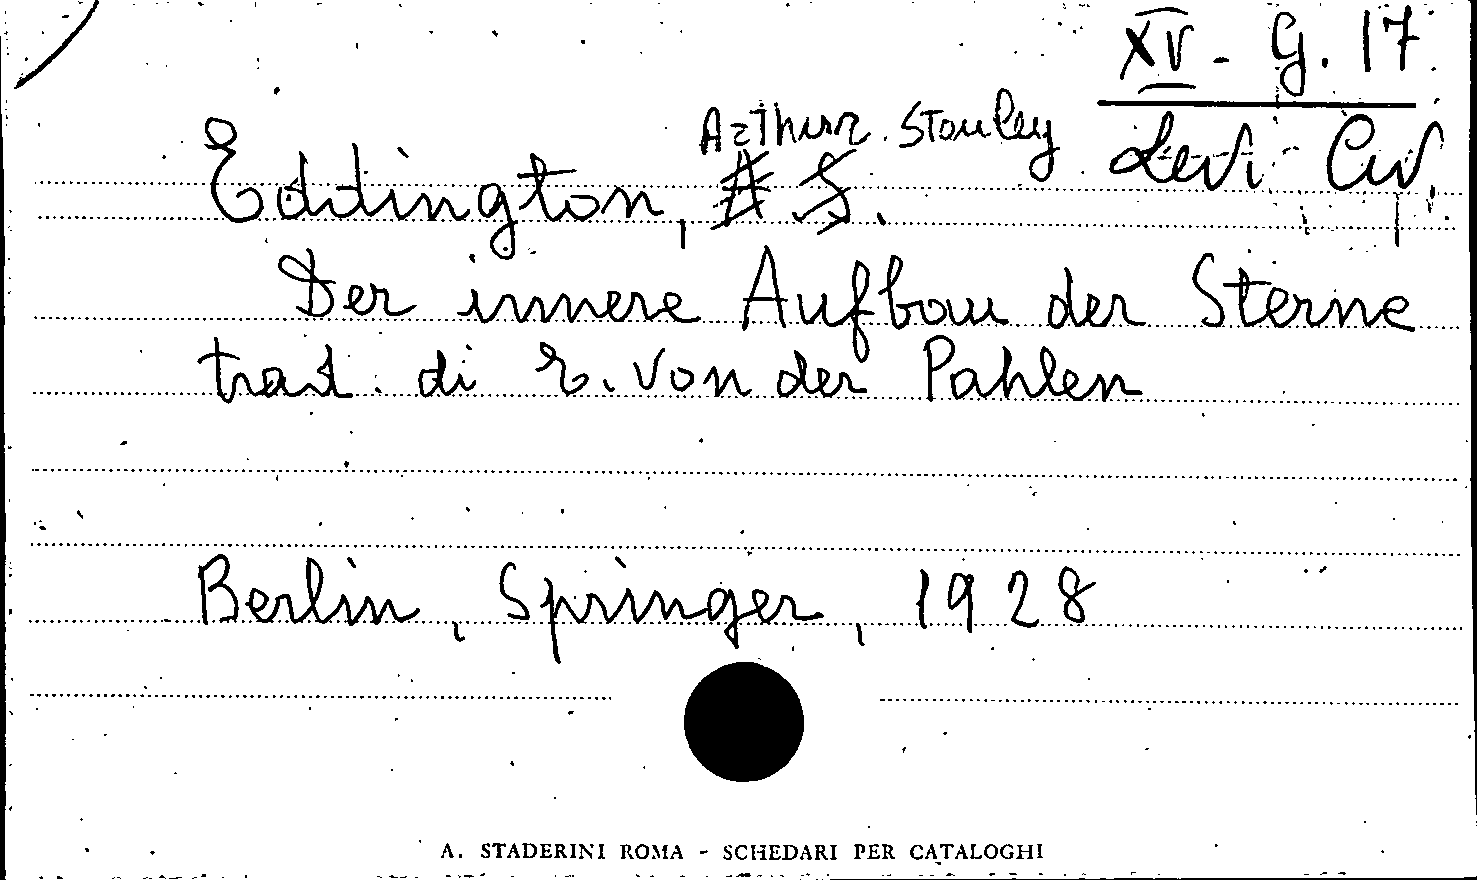 XV - G. 17
Arthur Stanley
Levi Civ.
Eddington, A S.
Der innere Aufbau der Sterne
trad. di E. von der Pahlen
Berlin, Springer, 1928
A. STADERINI ROMA - SCHEDARI PER CATALOGHI